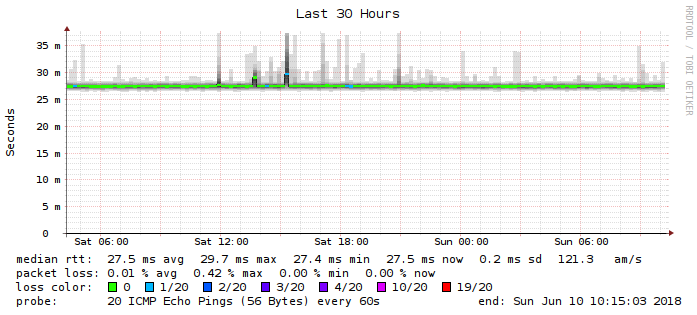 Last 30 Hours
RRDTOOL / TOBI OETIKER
Seconds
35 m
30 m
25 m
20 m
15 m
10 m
5 m
0
Sat 06:00 Sat 12:00 Sat 18:00 Sun 00:00 Sun 06:00
median rtt: 27.5 ms avg 29.7 ms max 27.4 ms min 27.5 ms now 0.2 ms sd 121.3 am/s
packet loss: 0.01 % avg 0.42 % max 0.00 % min 0.00 % now
loss color: 0 1/20 2/20 3/20 4/20 10/20 19/20
probe: 20 ICMP Echo Pings (56 Bytes) every 60s end: Sun Jun 10 10:15:03 2018